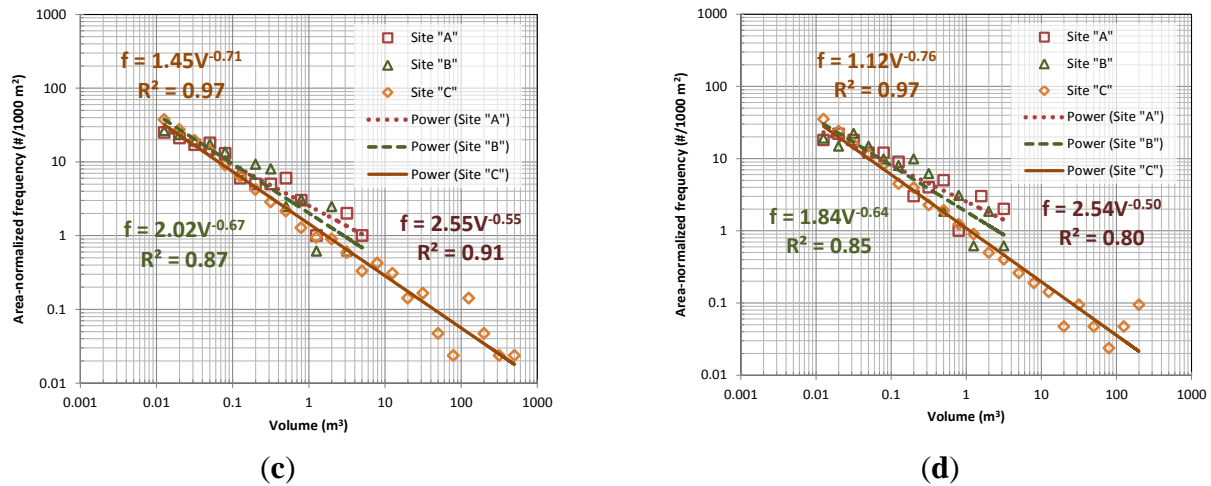 1000
100
10
1
0.1
0.01
Area-normalized frequency (#/1000 m²)
f = 1.45V^-0.71
R² = 0.97
Site "A"
Site "B"
Site "C"
Power (Site "A")
Power (Site "B")
Power (Site "C")
f = 2.02V^-0.67
R² = 0.87
f = 2.55V^-0.55
R² = 0.91
0.001 0.01 0.1 1 10 100 1000
Volume (m³)
(c)
1000
100
10
1
0.1
0.01
Area-normalized frequency (#/1000 m²)
f = 1.12V^-0.76
R² = 0.97
Site "A"
Site "B"
Site "C"
Power (Site "A")
Power (Site "B")
Power (Site "C")
f = 1.84V^-0.64
R² = 0.85
f = 2.54V^-0.50
R² = 0.80
0.001 0.01 0.1 1 10 100 1000
Volume (m³)
(d)